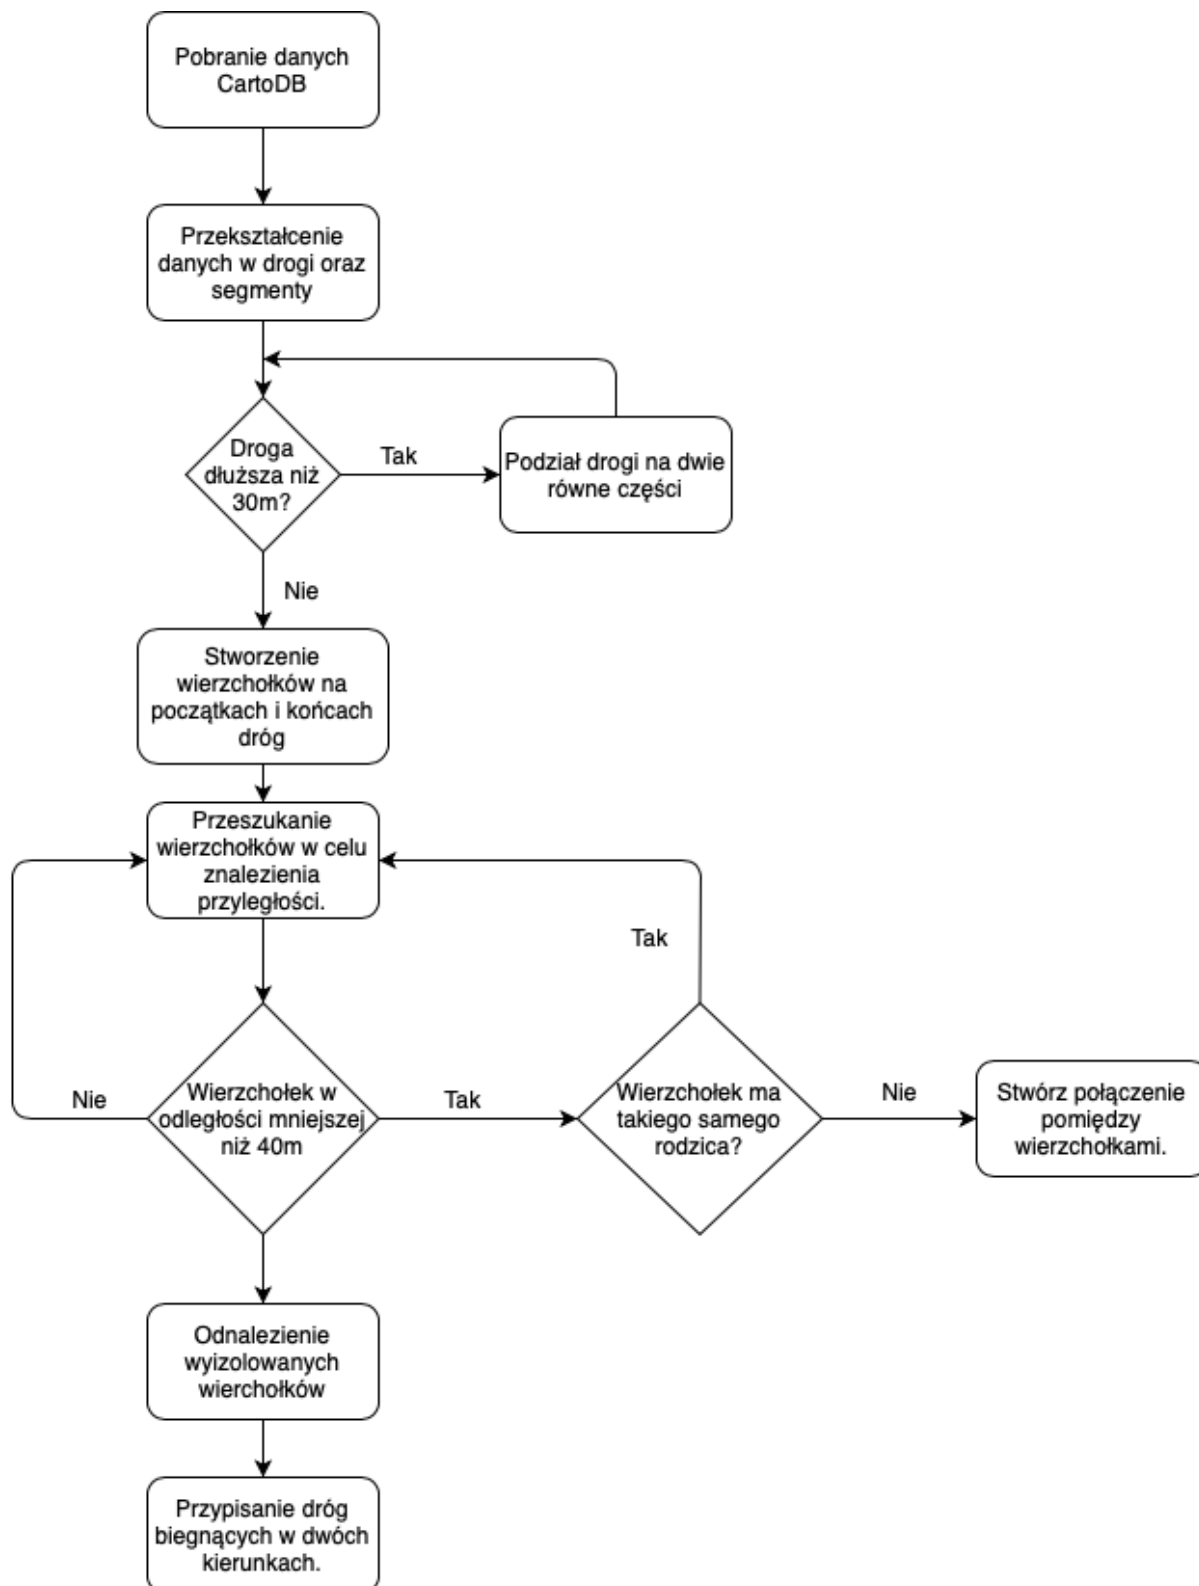 Pobranie danych
CartoDB
Przekształcenie
danych w drogi oraz
segmenty
Droga
dłuższa niż
30m?
Tak
Podział drogi na dwie
równe części
Nie
Stworzenie
wierzchołków na
początkach i końcach
dróg
Przeszukanie
wierzchołków w celu
znalezienia
przyległości.
Tak
Nie
Wierzchołek w
odległości mniejszej
niż 40m
Tak
Wierzchołek ma
takiego samego
rodzica?
Nie
Stwórz połączenie
pomiędzy
wierzchołkami.
Odnalezienie
wyizolowanych
wierchołków
Przypisanie dróg
biegnących w dwóch
kierunkach.